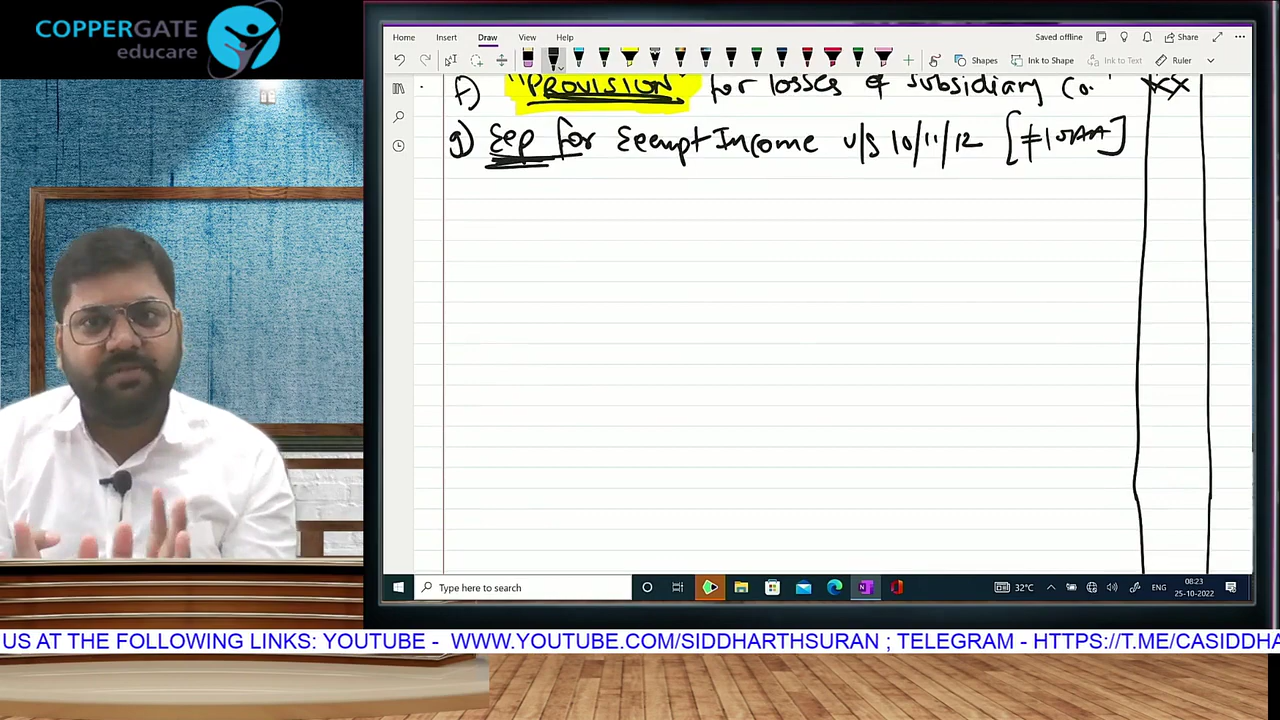 COPPERGATE
educare
Home Insert Draw View Help
Saved offline
Share
Shapes Ink to Shape Ink to Text Ruler
f) "PROVISION" for losses of subsidiary Co. XX
g) Exp for Exempt Income u/s 10/11/12 [≠10AA]
Type here to search
32°C ENG 08:23
25-10-2022
US AT THE FOLLOWING LINKS: YOUTUBE - WWW.YOUTUBE.COM/SIDDHARTHSURAN ; TELEGRAM - HTTPS://T.ME/CASIDDHA